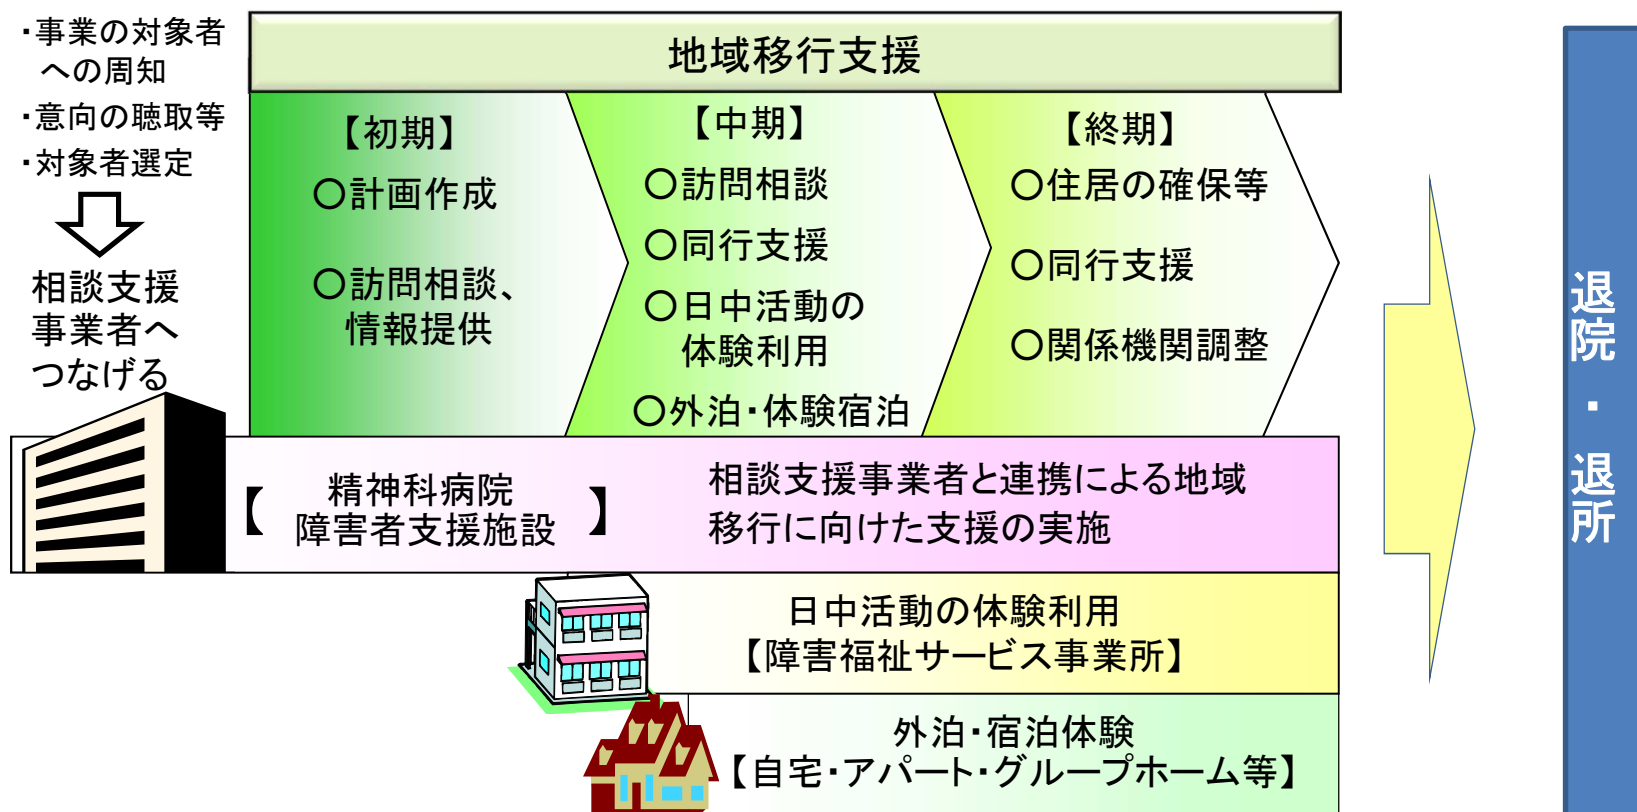 ・事業の対象者
への周知
・意向の聴取等
・対象者選定
相談支援
事業者へ
つなげる
地域移行支援
【初期】
〇計画作成
〇訪問相談、
情報提供
【中期】
〇訪問相談
〇同行支援
〇日中活動の
体験利用
〇外泊・体験宿泊
【終期】
〇住居の確保等
〇同行支援
〇関係機関調整
【精神科病院
障害者支援施設】
相談支援事業者と連携による地域
移行に向けた支援の実施
日中活動の体験利用
【障害福祉サービス事業所】
外泊・宿泊体験
【自宅・アパート・グループホーム等】
退院・退所